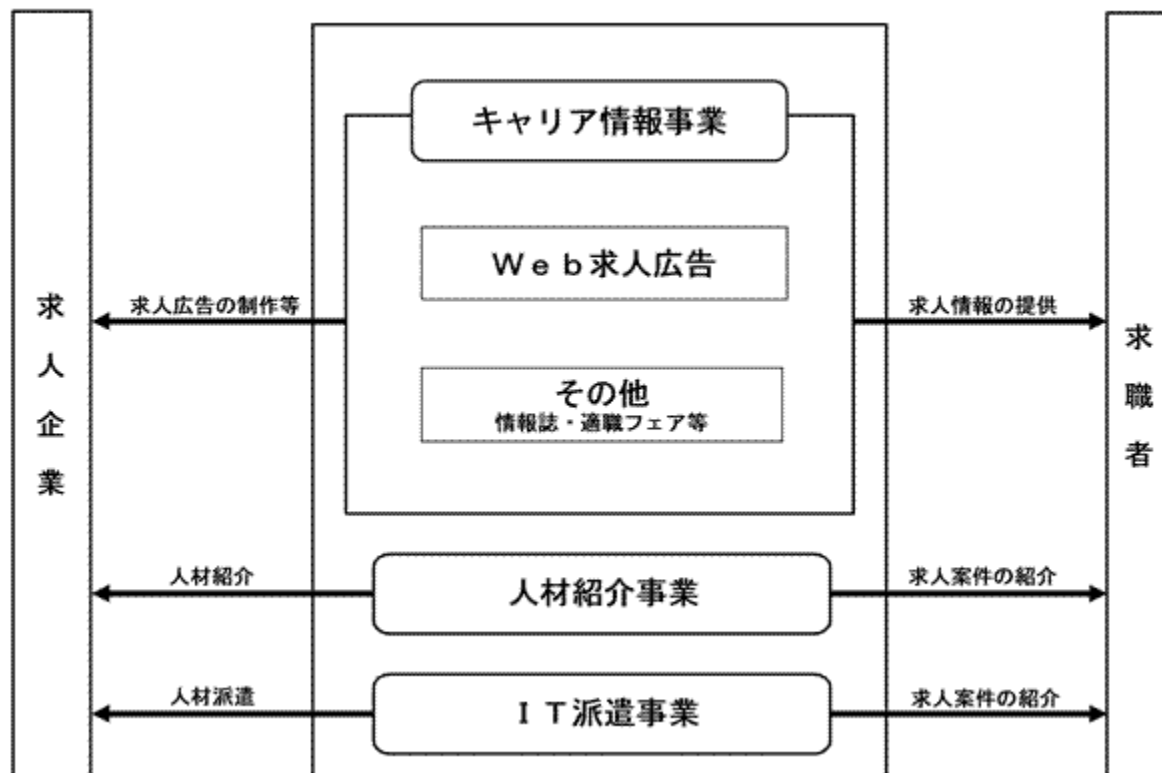 キャリア情報事業
Ｗｅｂ求人広告
求人企業
求人広告の制作等
求人情報の提供
求職者
その他
情報誌・適職フェア等
人材紹介
人材紹介事業
求人案件の紹介
人材派遣
ＩＴ派遣事業
求人案件の紹介